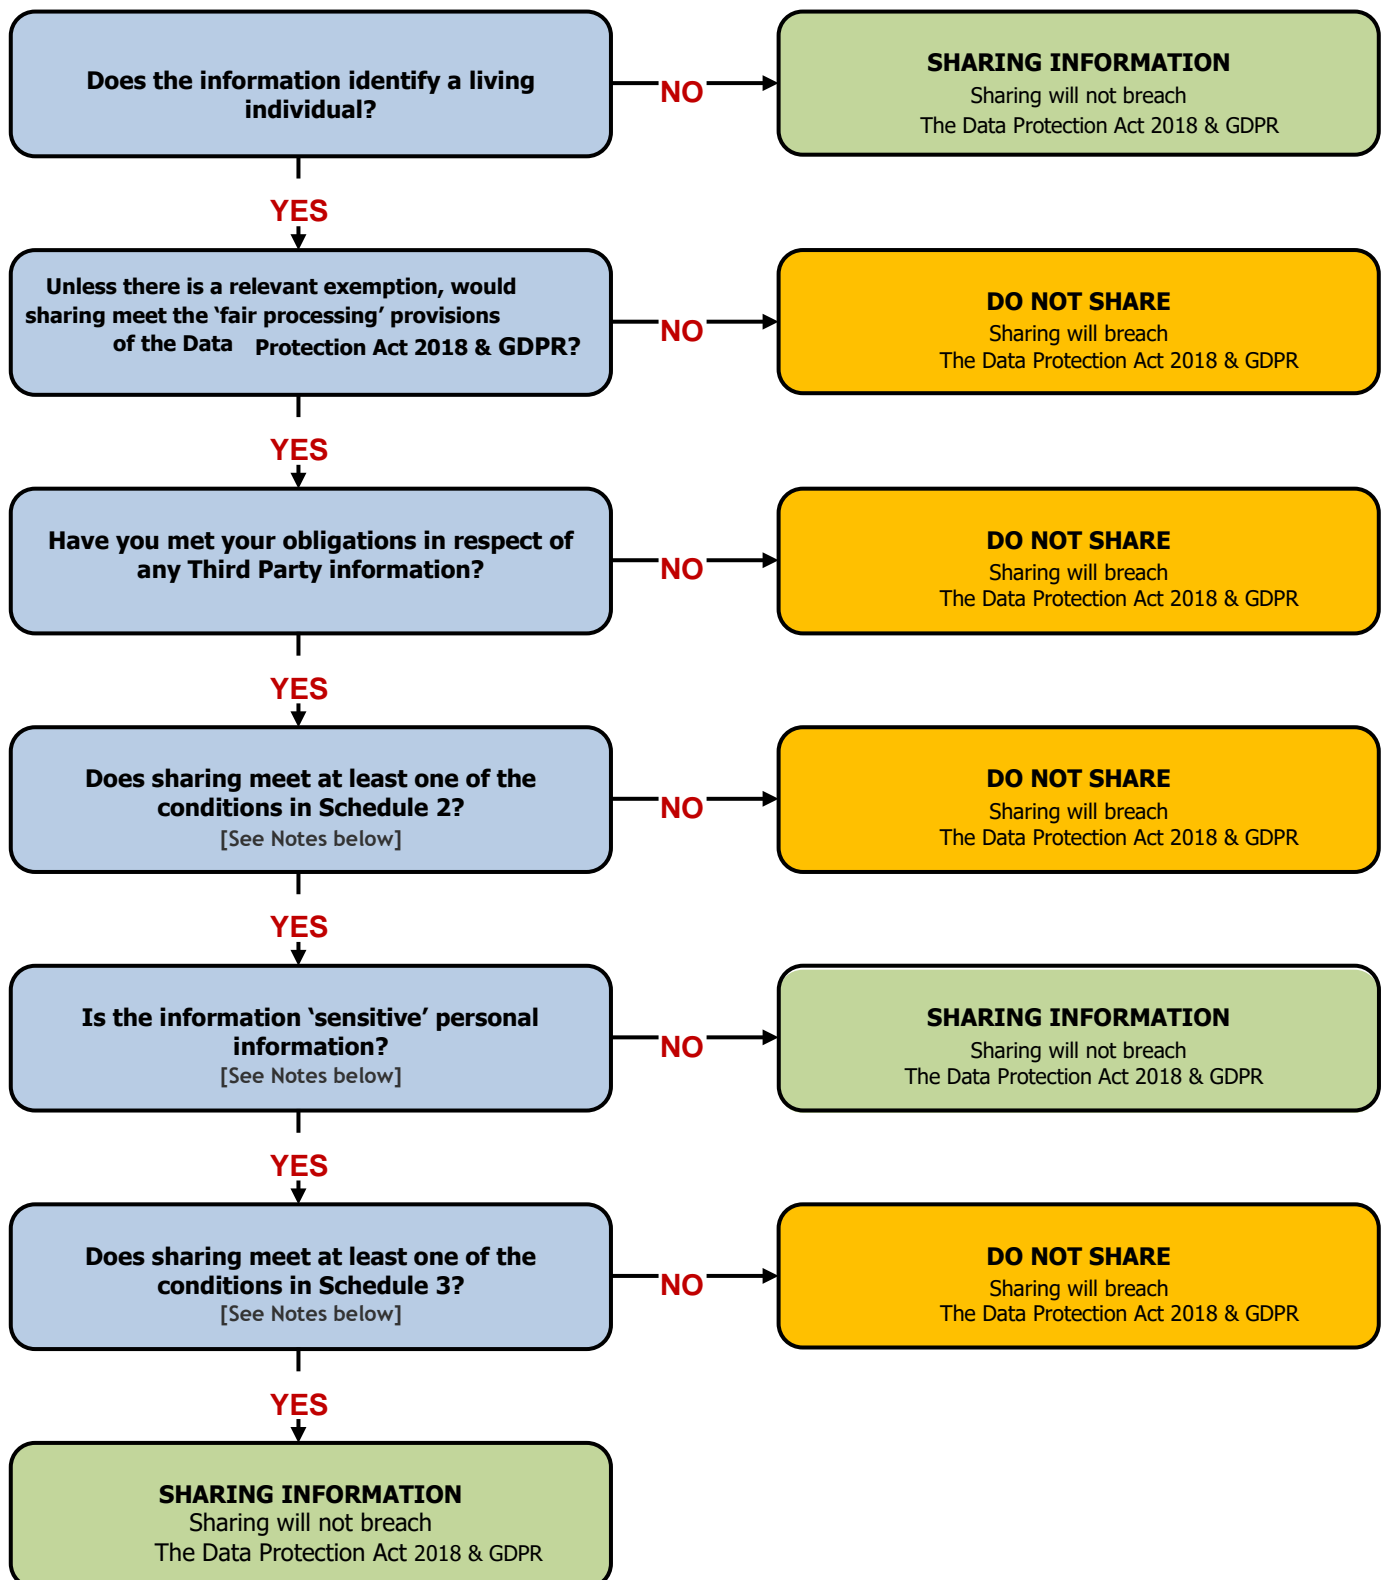 Does the information identify a living
individual?
NO
SHARING INFORMATION
Sharing will not breach
The Data Protection Act 2018 & GDPR
YES
Unless there is a relevant exemption, would
sharing meet the ‘fair processing’ provisions
of the Data Protection Act 2018 & GDPR?
NO
DO NOT SHARE
Sharing will breach
The Data Protection Act 2018 & GDPR
YES
Have you met your obligations in respect of
any Third Party information?
NO
DO NOT SHARE
Sharing will breach
The Data Protection Act 2018 & GDPR
YES
Does sharing meet at least one of the
conditions in Schedule 2?
[See Notes below]
NO
DO NOT SHARE
Sharing will breach
The Data Protection Act 2018 & GDPR
YES
Is the information ‘sensitive’ personal
information?
[See Notes below]
NO
SHARING INFORMATION
Sharing will not breach
The Data Protection Act 2018 & GDPR
YES
Does sharing meet at least one of the
conditions in Schedule 3?
[See Notes below]
NO
DO NOT SHARE
Sharing will breach
The Data Protection Act 2018 & GDPR
YES
SHARING INFORMATION
Sharing will not breach
The Data Protection Act 2018 & GDPR